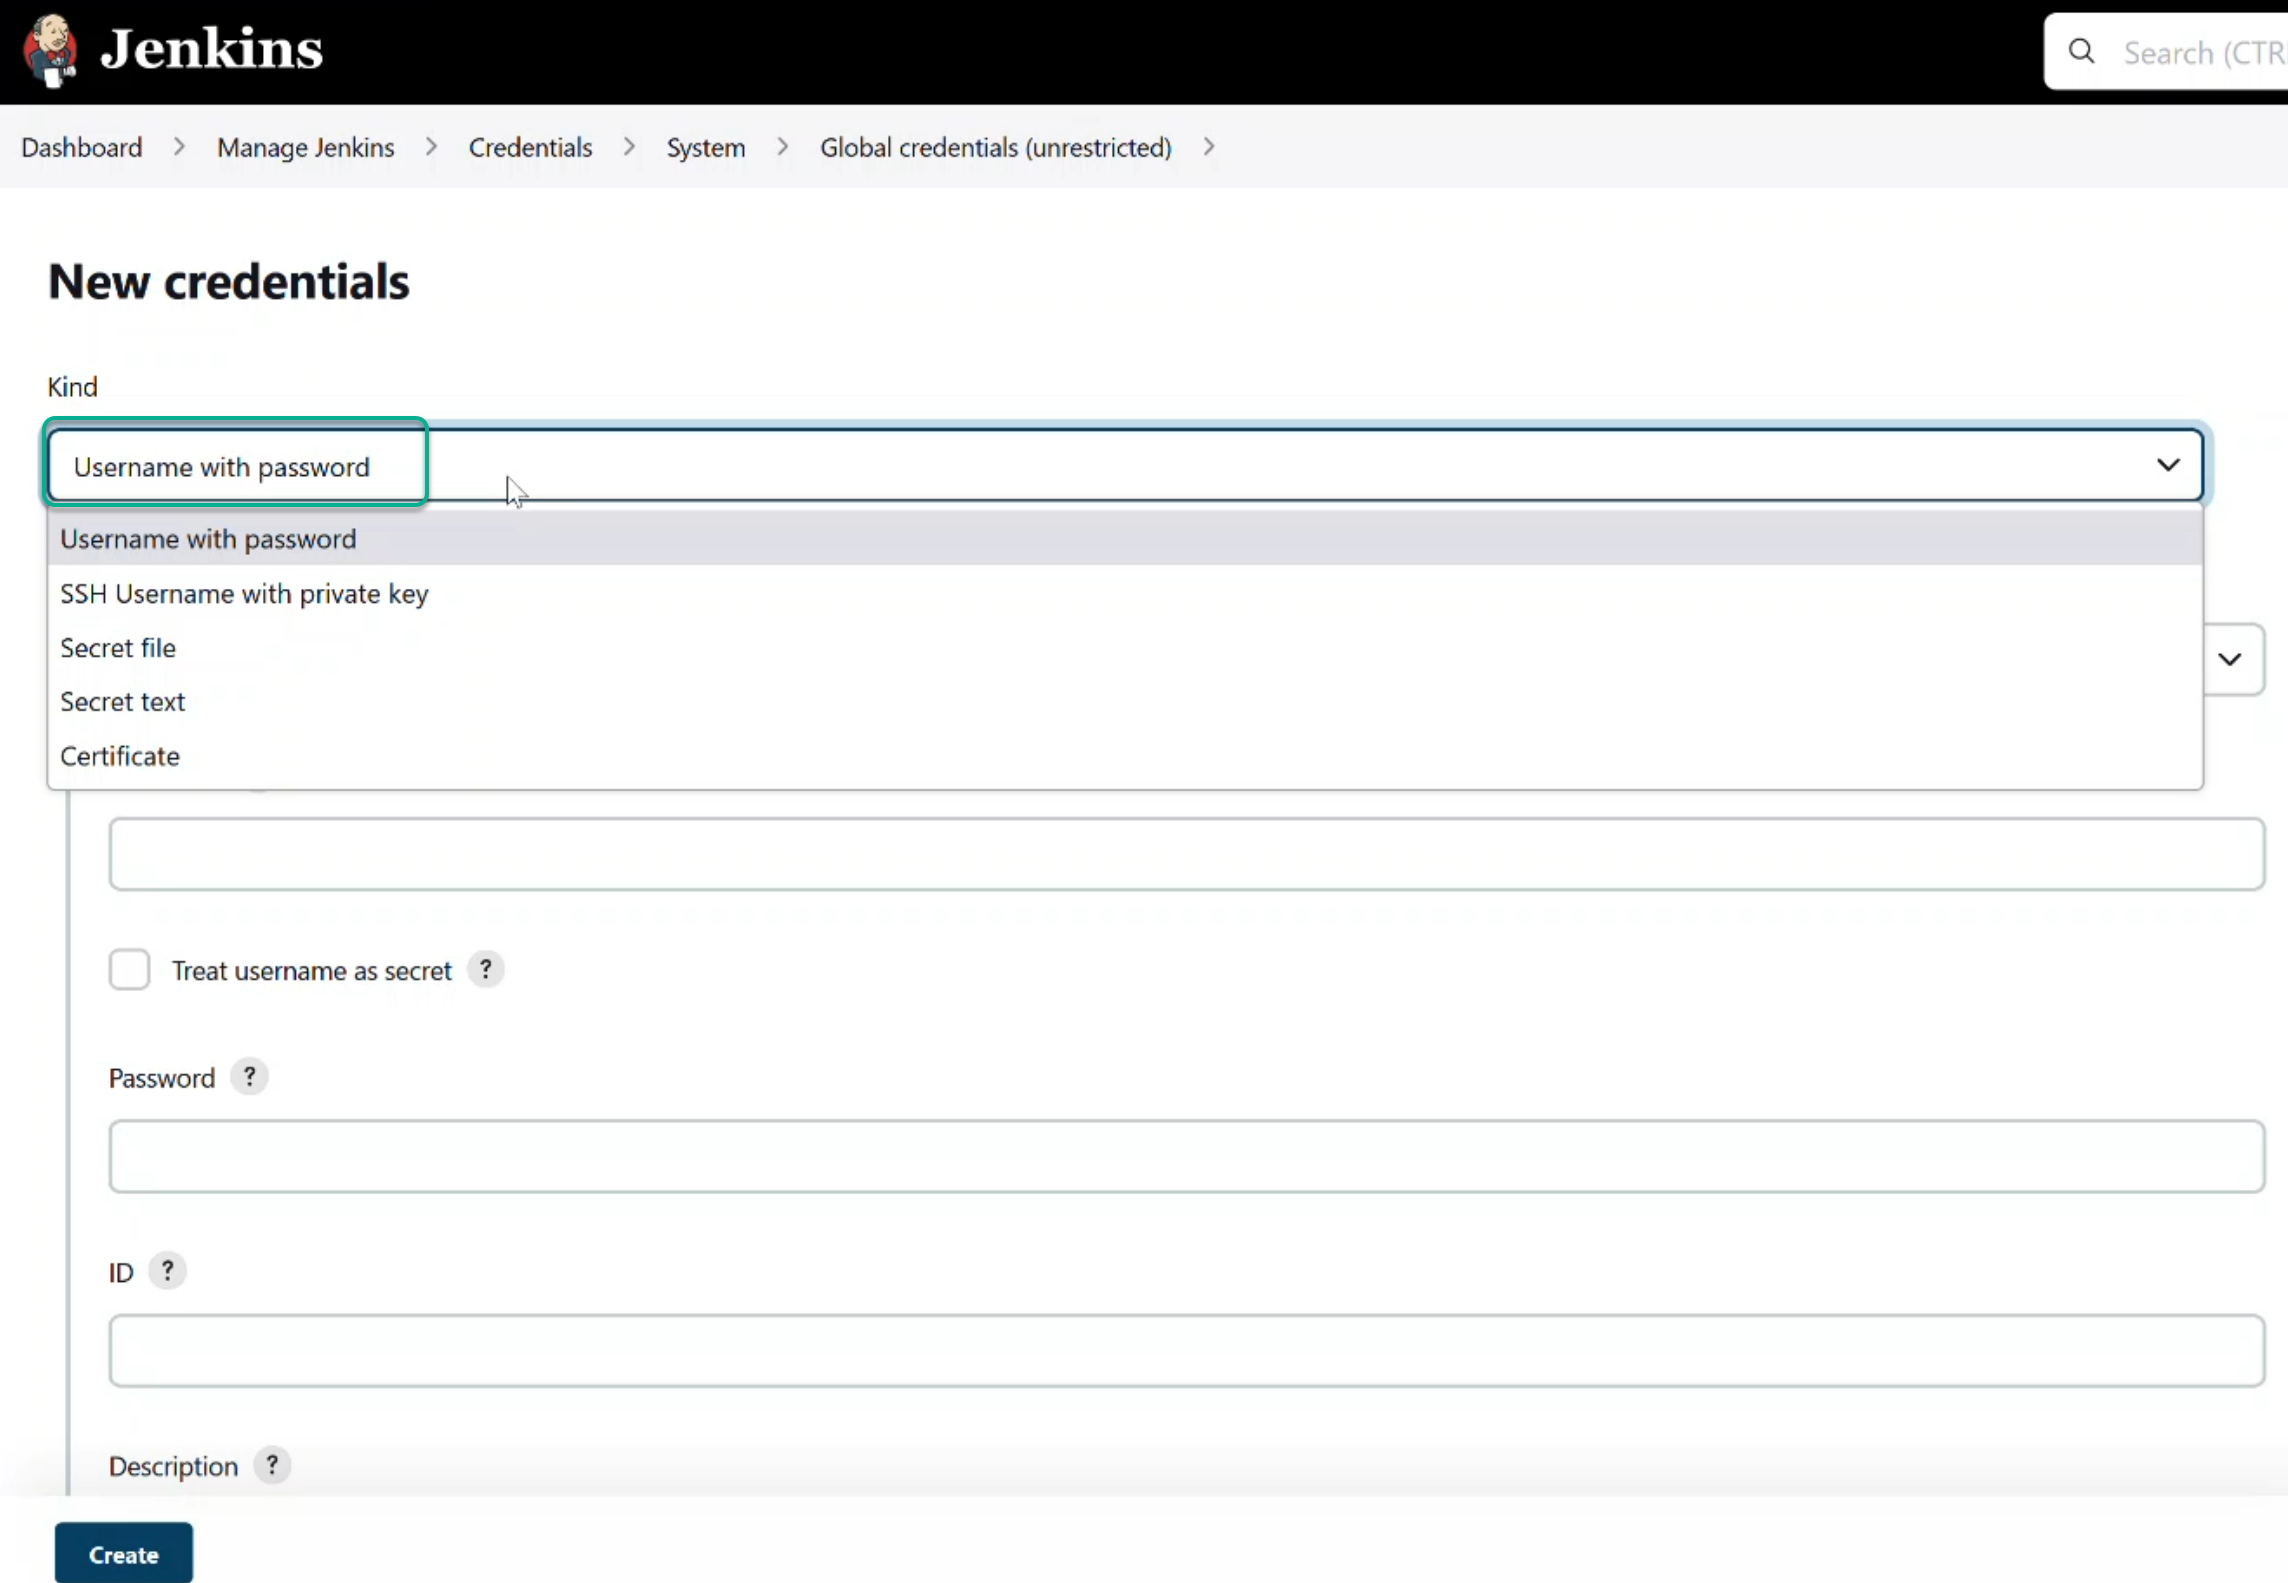 Jenkins
Search (CTR
Dashboard > Manage Jenkins > Credentials > System > Global credentials (unrestricted) >
New credentials
Kind
Username with password
Username with password
SSH Username with private key
Secret file
Secret text
Certificate
Treat username as secret ?
Password ?
ID ?
Description ?
Create